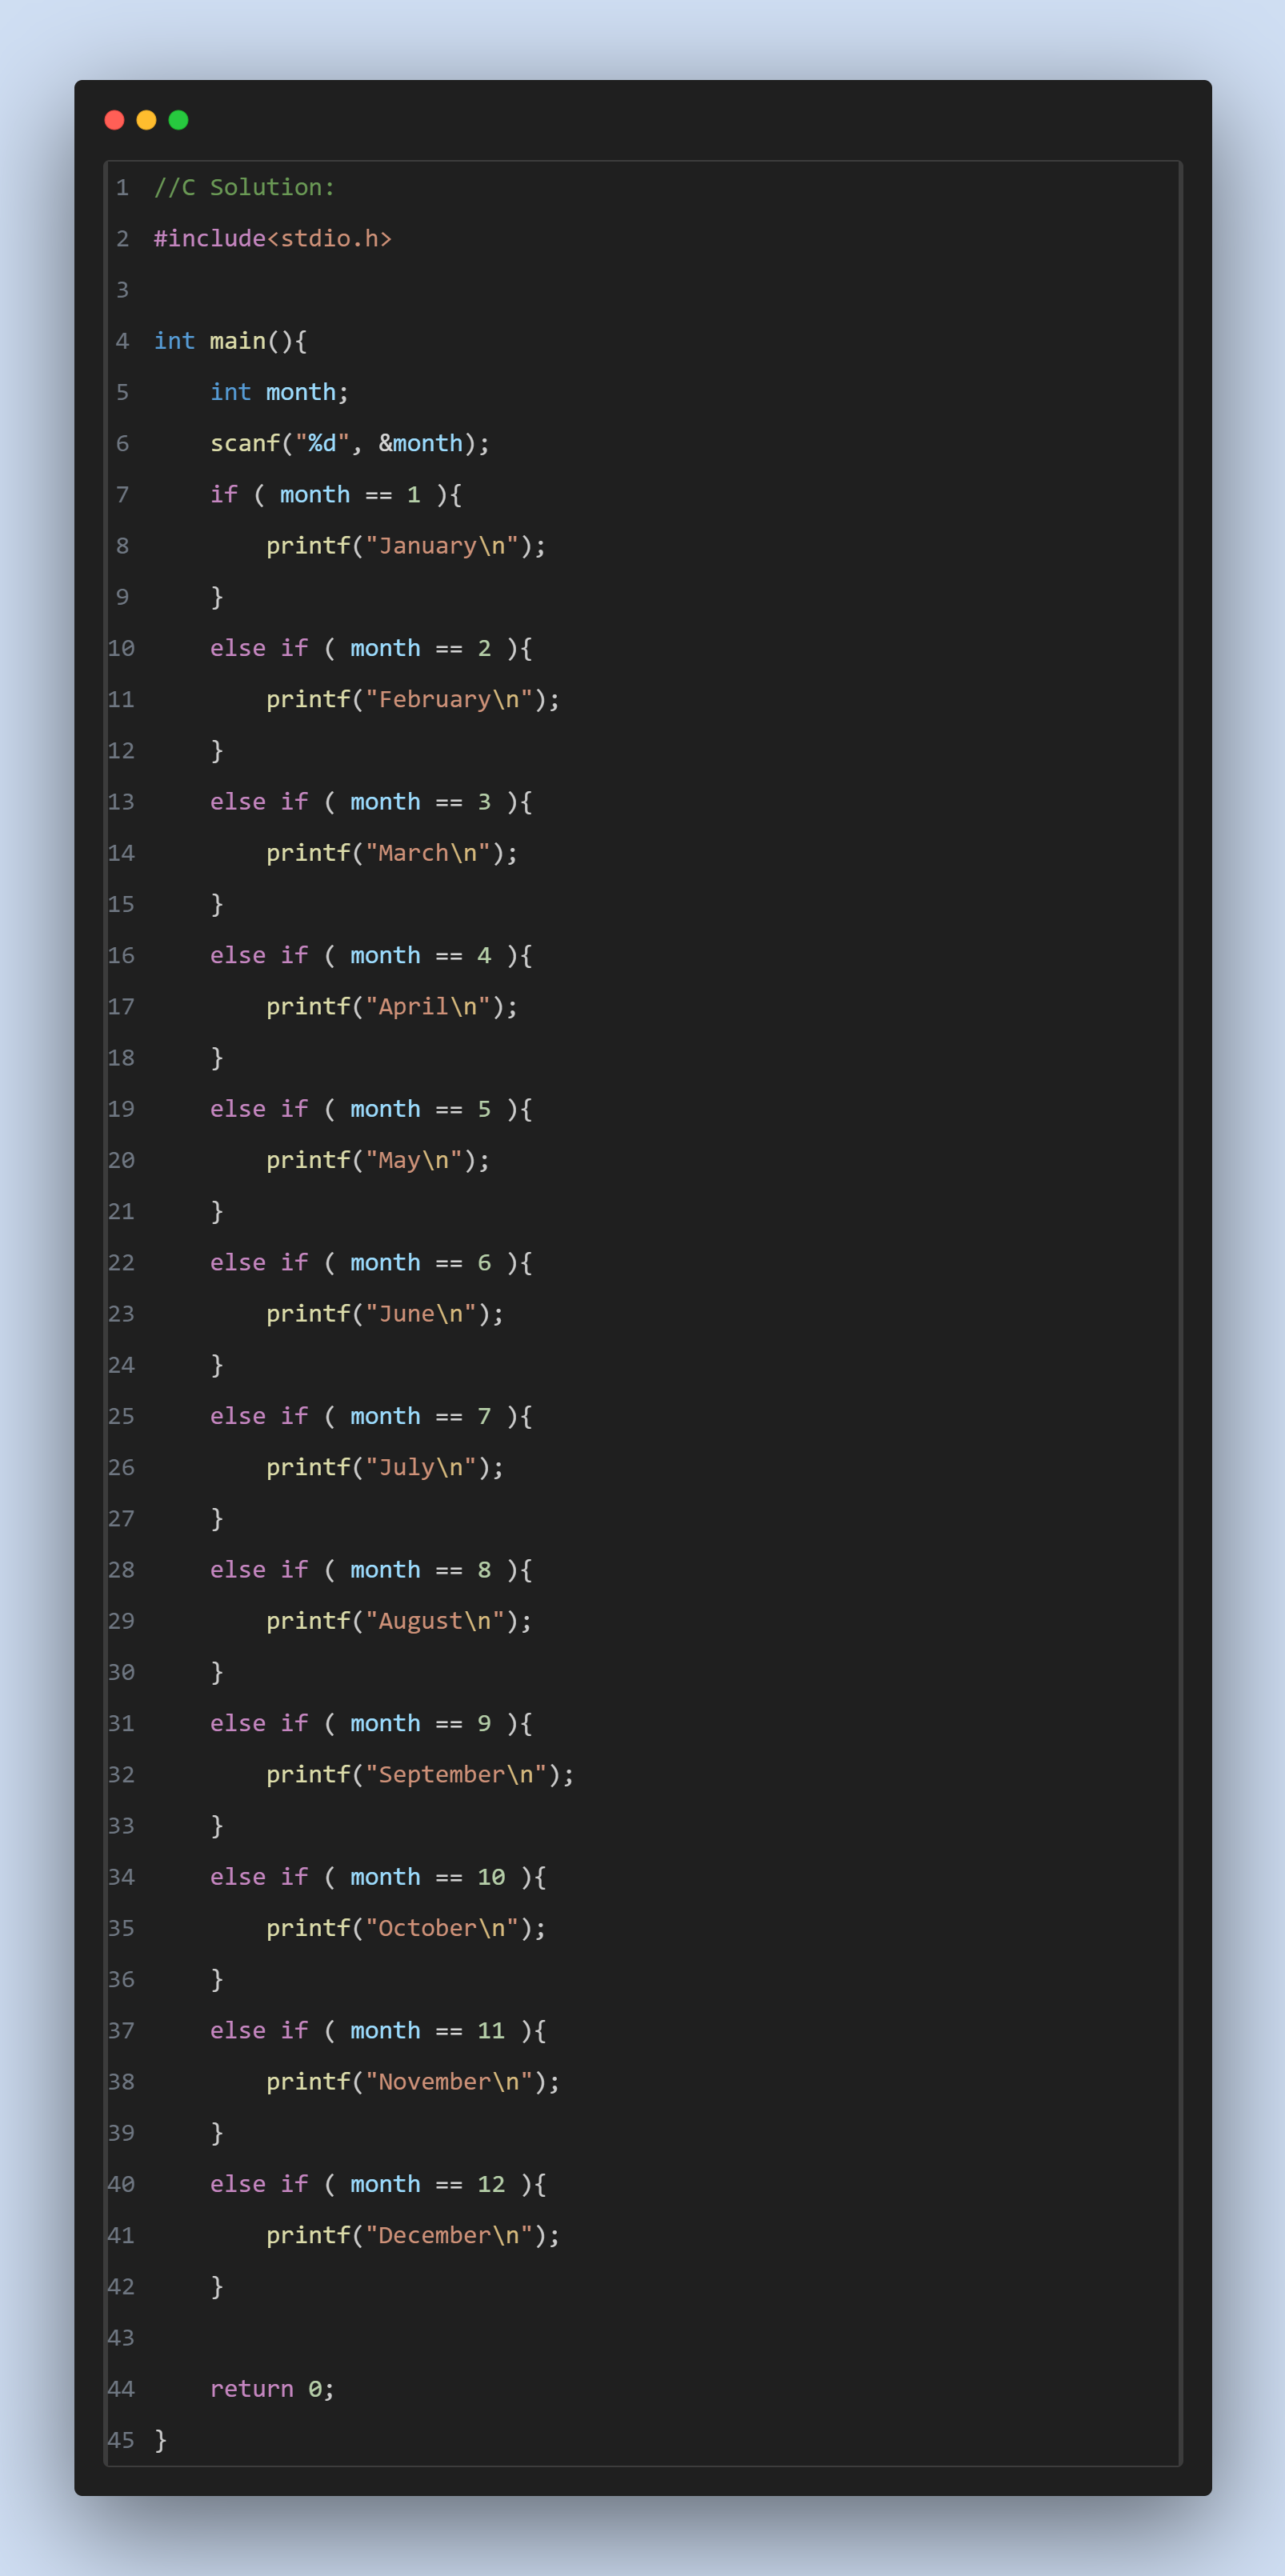 1 //C Solution:
2 #include<stdio.h>
3
4 int main(){
5     int month;
6     scanf("%d", &month);
7     if ( month == 1 ){
8         printf("January\n");
9     }
10     else if ( month == 2 ){
11         printf("February\n");
12     }
13     else if ( month == 3 ){
14         printf("March\n");
15     }
16     else if ( month == 4 ){
17         printf("April\n");
18     }
19     else if ( month == 5 ){
20         printf("May\n");
21     }
22     else if ( month == 6 ){
23         printf("June\n");
24     }
25     else if ( month == 7 ){
26         printf("July\n");
27     }
28     else if ( month == 8 ){
29         printf("August\n");
30     }
31     else if ( month == 9 ){
32         printf("September\n");
33     }
34     else if ( month == 10 ){
35         printf("October\n");
36     }
37     else if ( month == 11 ){
38         printf("November\n");
39     }
40     else if ( month == 12 ){
41         printf("December\n");
42     }
43
44     return 0;
45 }